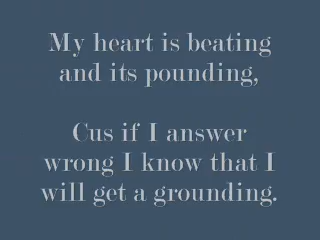 My heart is beating
and its pounding,
Cus if I answer
wrong I know that I
will get a grounding.